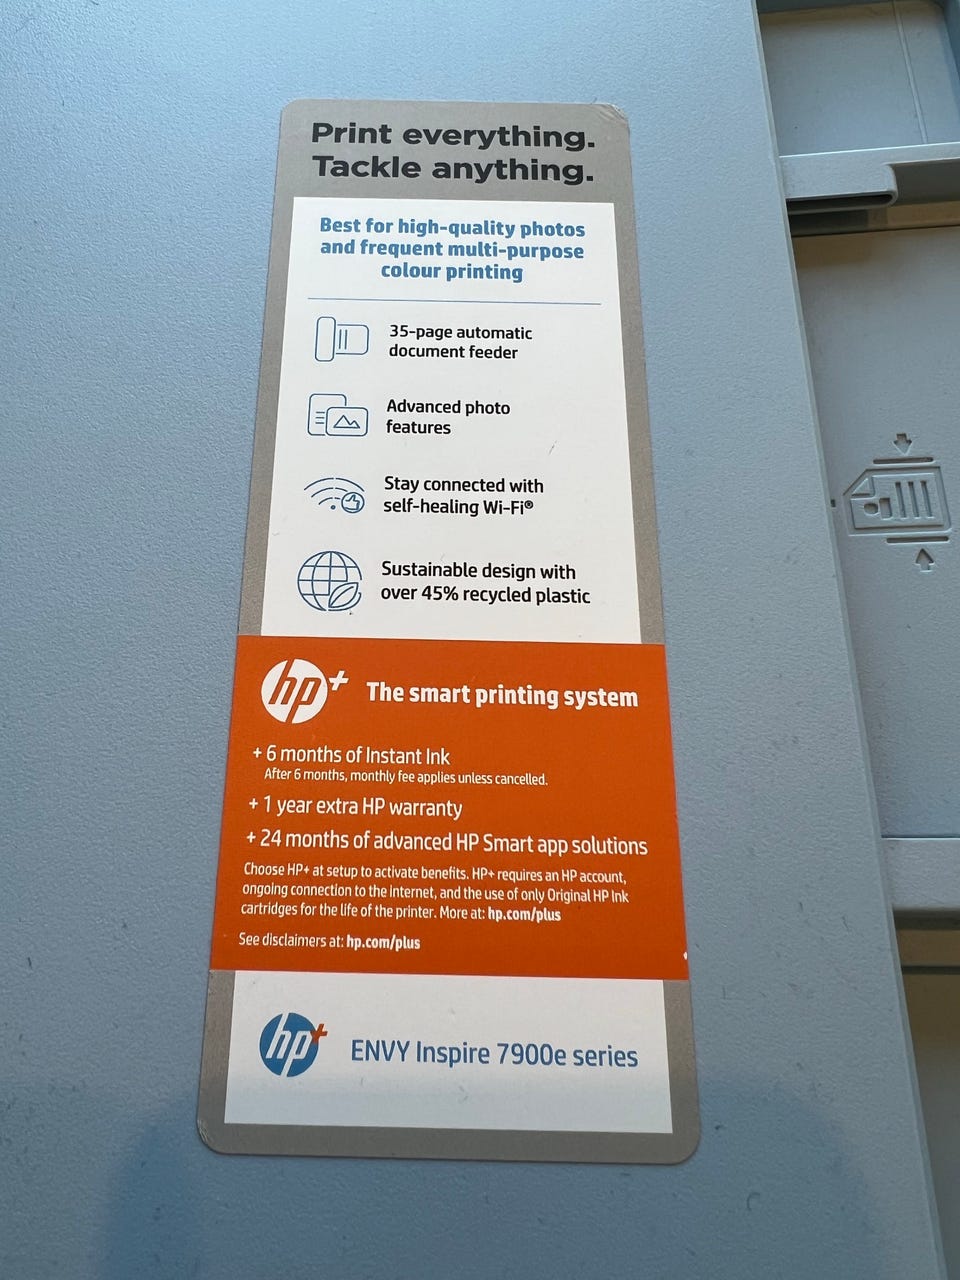 Print everything.
Tackle anything.
Best for high-quality photos
and frequent multi-purpose
colour printing
35-page automatic
document feeder
Advanced photo
features
Stay connected with
self-healing Wi-Fi®
Sustainable design with
over 45% recycled plastic
hp+ The smart printing system
+ 6 months of Instant Ink
After 6 months, monthly fee applies unless cancelled.
+ 1 year extra HP warranty
+ 24 months of advanced HP Smart app solutions
Choose HP+ at setup to activate benefits. HP+ requires an HP account,
ongoing connection to the Internet, and the use of only Original HP Ink
cartridges for the life of the printer. More at: hp.com/plus
See disclaimers at: hp.com/plus
hp+ ENVY Inspire 7900e series